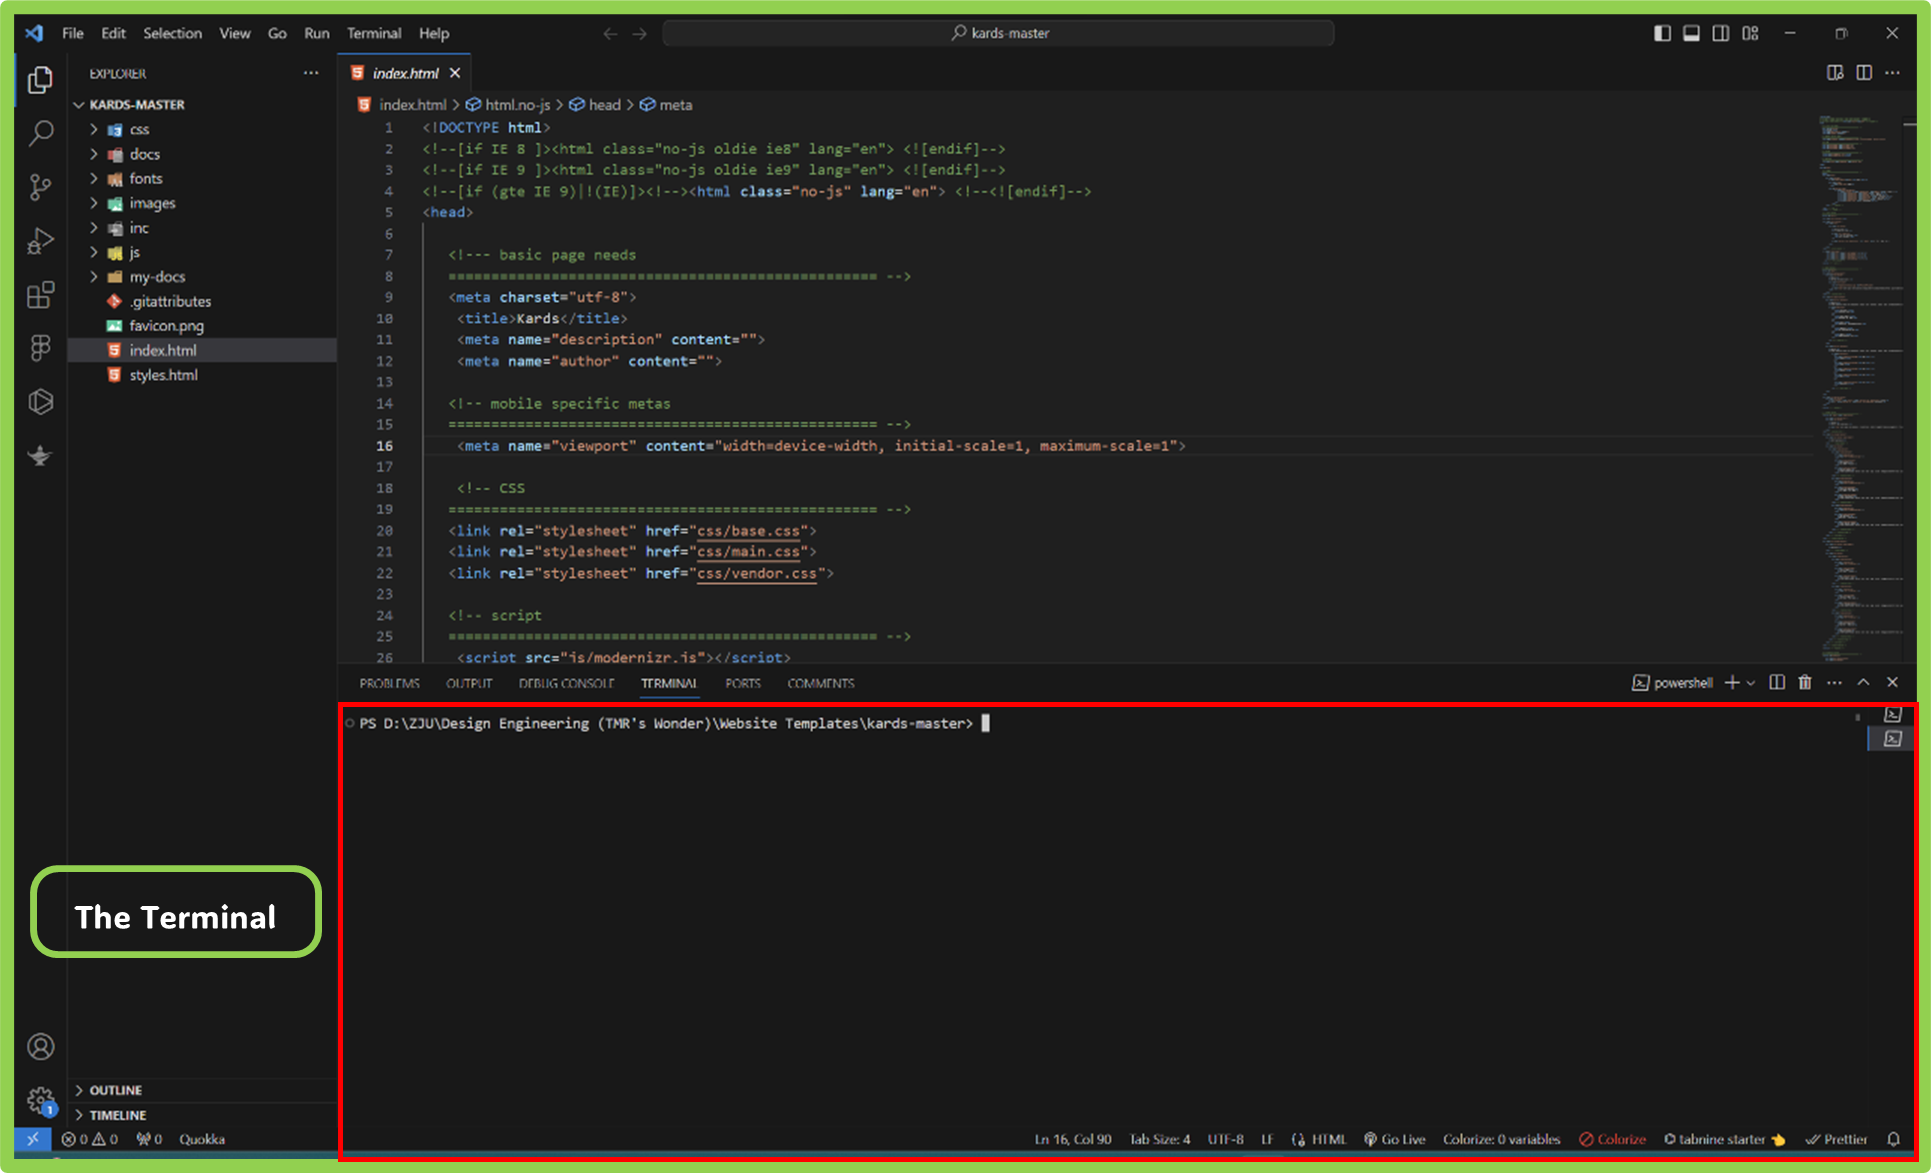 File Edit Selection View Go Run Terminal Help
kards-master
EXPLORER
KARDS-MASTER
css
docs
fonts
images
inc
js
my-docs
.gitattributes
favicon.png
index.html
styles.html
OUTLINE
TIMELINE
index.html
index.html > html.no-js > head > meta
1 <!DOCTYPE html>
2 <!--[if IE 8 ]><html class="no-js oldie ie8" lang="en"> <![endif]-->
3 <!--[if IE 9 ]><html class="no-js oldie ie9" lang="en"> <![endif]-->
4 <!--[if (gte IE 9)|!(IE)]><!--><html class="no-js" lang="en"> <!--<![endif]-->
5 <head>
6
7 <!--- basic page needs
8 ================================================== -->
9 <meta charset="utf-8">
10 <title>Kards</title>
11 <meta name="description" content="">
12 <meta name="author" content="">
13
14 <!-- mobile specific metas
15 ================================================== -->
16 <meta name="viewport" content="width=device-width, initial-scale=1, maximum-scale=1">
17
18 <!-- CSS
19 ================================================== -->
20 <link rel="stylesheet" href="css/base.css">
21 <link rel="stylesheet" href="css/main.css">
22 <link rel="stylesheet" href="css/vendor.css">
23
24 <!-- script
25 ================================================== -->
26 <script src="js/modernizr.js"></script>
PROBLEMS OUTPUT DEBUG CONSOLE TERMINAL PORTS COMMENTS
powershell
PS D:\ZJU\Design Engineering (TMR's Wonder)\Website Templates\kards-master>
The Terminal
1
0 0 0 Quokka
Ln 16, Col 90 Tab Size: 4 UTF-8 LF HTML Go Live Colorize: 0 variables Colorize tabnine starter Prettier